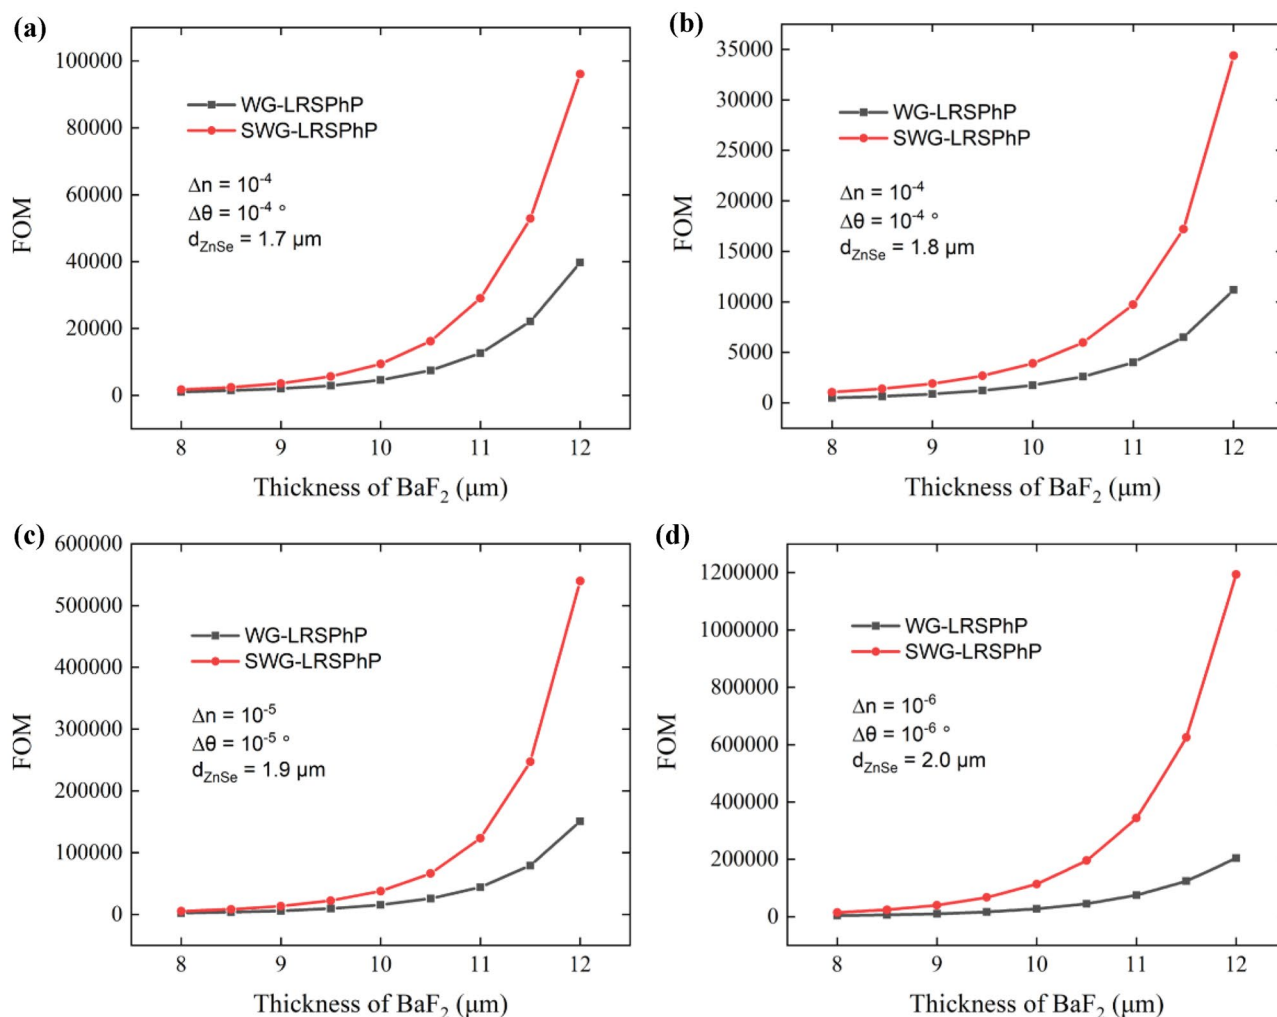 (a)
100000
80000
60000
40000
20000
0
FOM
WG-LRSPhP
SWG-LRSPhP
Δn = 10⁻⁴
Δθ = 10⁻⁴ °
d_ZnSe = 1.7 μm
8 9 10 11 12
Thickness of BaF₂ (μm)
(b)
35000
30000
25000
20000
15000
10000
5000
0
FOM
WG-LRSPhP
SWG-LRSPhP
Δn = 10⁻⁴
Δθ = 10⁻⁴ °
d_ZnSe = 1.8 μm
8 9 10 11 12
Thickness of BaF₂ (μm)
(c)
600000
500000
400000
300000
200000
100000
0
FOM
WG-LRSPhP
SWG-LRSPhP
Δn = 10⁻⁵
Δθ = 10⁻⁵ °
d_ZnSe = 1.9 μm
8 9 10 11 12
Thickness of BaF₂ (μm)
(d)
1200000
1000000
800000
600000
400000
200000
0
FOM
WG-LRSPhP
SWG-LRSPhP
Δn = 10⁻⁶
Δθ = 10⁻⁶ °
d_ZnSe = 2.0 μm
8 9 10 11 12
Thickness of BaF₂ (μm)